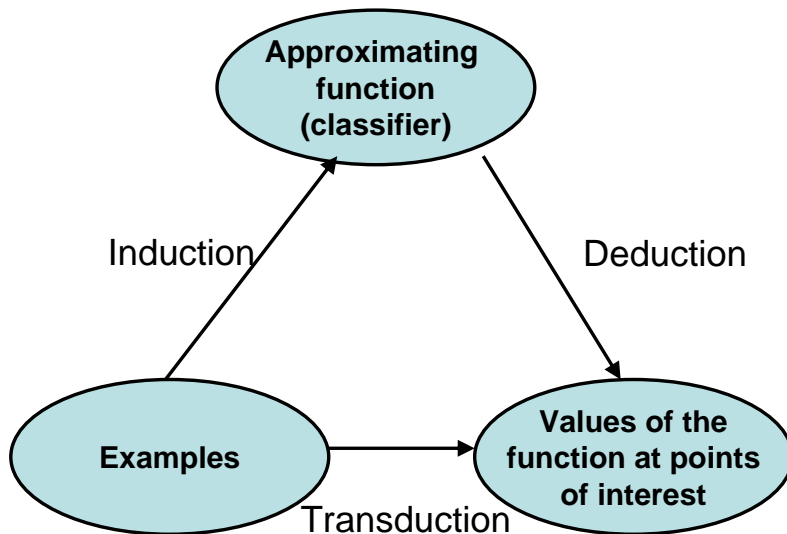 Approximating
function
(classifier)
Induction
Deduction
Examples
Values of the
function at points
of interest
Transduction